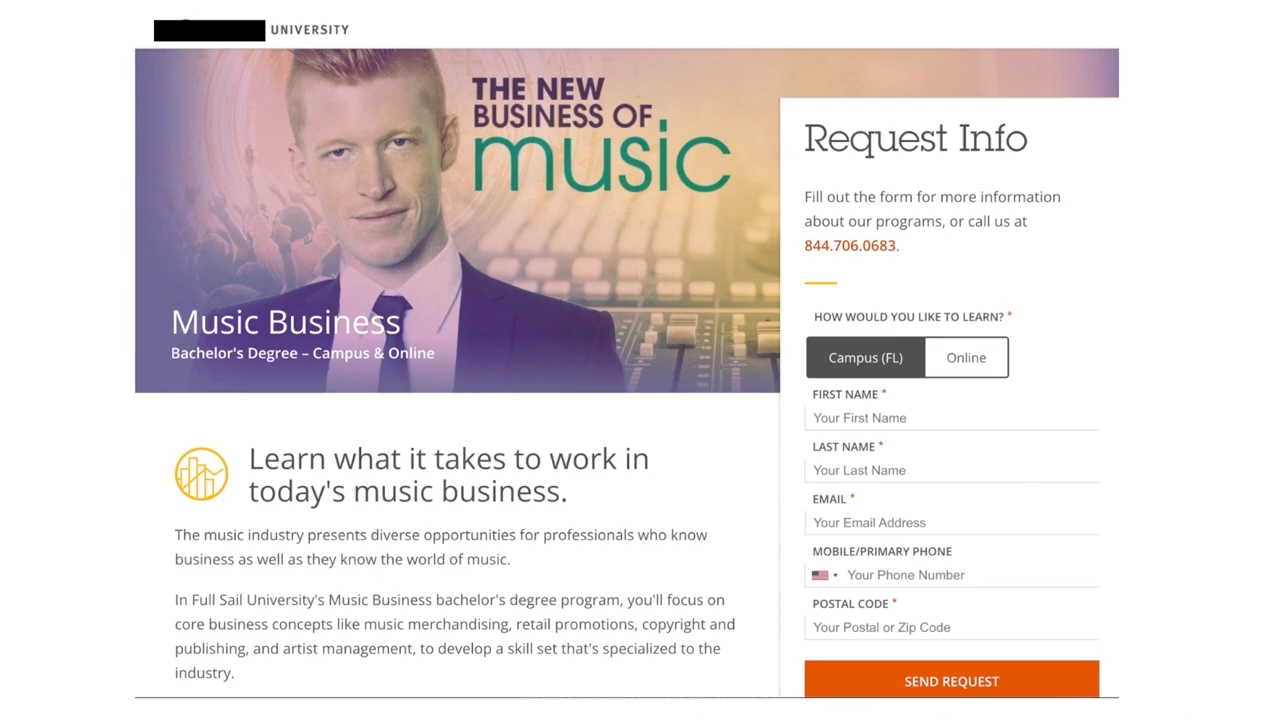 UNIVERSITY
THE NEW
BUSINESS OF
music
Music Business
Bachelor's Degree – Campus & Online
Learn what it takes to work in
today's music business.
The music industry presents diverse opportunities for professionals who know
business as well as they know the world of music.
In Full Sail University's Music Business bachelor's degree program, you'll focus on
core business concepts like music merchandising, retail promotions, copyright and
publishing, and artist management, to develop a skill set that's specialized to the
industry.
Request Info
Fill out the form for more information
about our programs, or call us at
844.706.0683.
HOW WOULD YOU LIKE TO LEARN? *
Campus (FL) Online
FIRST NAME *
Your First Name
LAST NAME *
Your Last Name
EMAIL *
Your Email Address
MOBILE/PRIMARY PHONE
Your Phone Number
POSTAL CODE *
Your Postal or Zip Code
SEND REQUEST